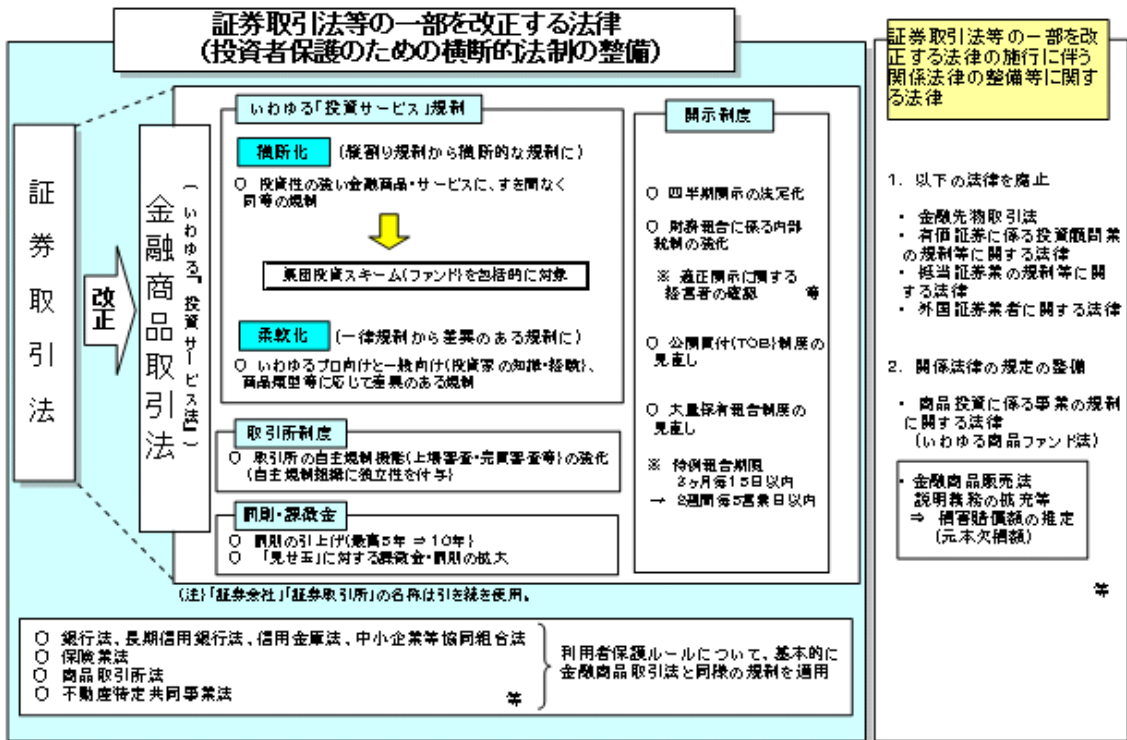 証券取引法等の一部を改正する法律
(投資者保護のための横断的法制の整備)
証券取引法
改正
金融商品取引法
(いわゆる「投資サービス法」)
いわゆる「投資サービス」規制
横断化
(縦割り規制から横断的な規制に)
○ 投資性の強い金融商品・サービスに、すき間なく
同等の規制
集団投資スキーム(ファンド)を包括的に対象
柔軟化
(一律規制から差異のある規制に)
○ いわゆるプロ向けと一般向け(投資家の知識・経験)、
商品類型等に応じて差異のある規制
取引所制度
○ 取引所の自主規制機能(上場審査・売買審査等)の強化
(自主規制組織に独立性を付与)
罰則・課徴金
○ 罰則の引上げ(最高5年 ⇒ 10年)
○ 「見せ玉」に対する課徴金・罰則の拡大
開示制度
○ 四半期開示の法定化
○ 財務報告に係る内部
統制の強化
※ 適正開示に関する
経営者の確認 等
○ 公開買付(TOB)制度の
見直し
○ 大量保有報告制度の
見直し
※ 特例報告期限
3ヶ月毎15日以内
→ 2週間毎5営業日以内
(注)「証券会社」「証券取引所」の名称は引き続き使用。
○ 銀行法、長期信用銀行法、信用金庫法、中小企業等協同組合法
○ 保険業法
○ 商品取引所法
○ 不動産特定共同事業法
等
利用者保護ルールについて、基本的に
金融商品取引法と同様の規制を適用
証券取引法等の一部を改
正する法律の施行に伴う
関係法律の整備等に関す
る法律
1. 以下の法律を廃止
・ 金融先物取引法
・ 有価証券に係る投資顧問業
の規制等に関する法律
・ 抵当証券業の規制等に関
する法律
・ 外国証券業者に関する法律
2. 関係法律の規定の整備
・ 商品投資に係る事業の規制
に関する法律
(いわゆる商品ファンド法)
・ 金融商品販売法
説明義務の拡充等
⇒ 損害賠償額の推定
(元本欠損額)
等